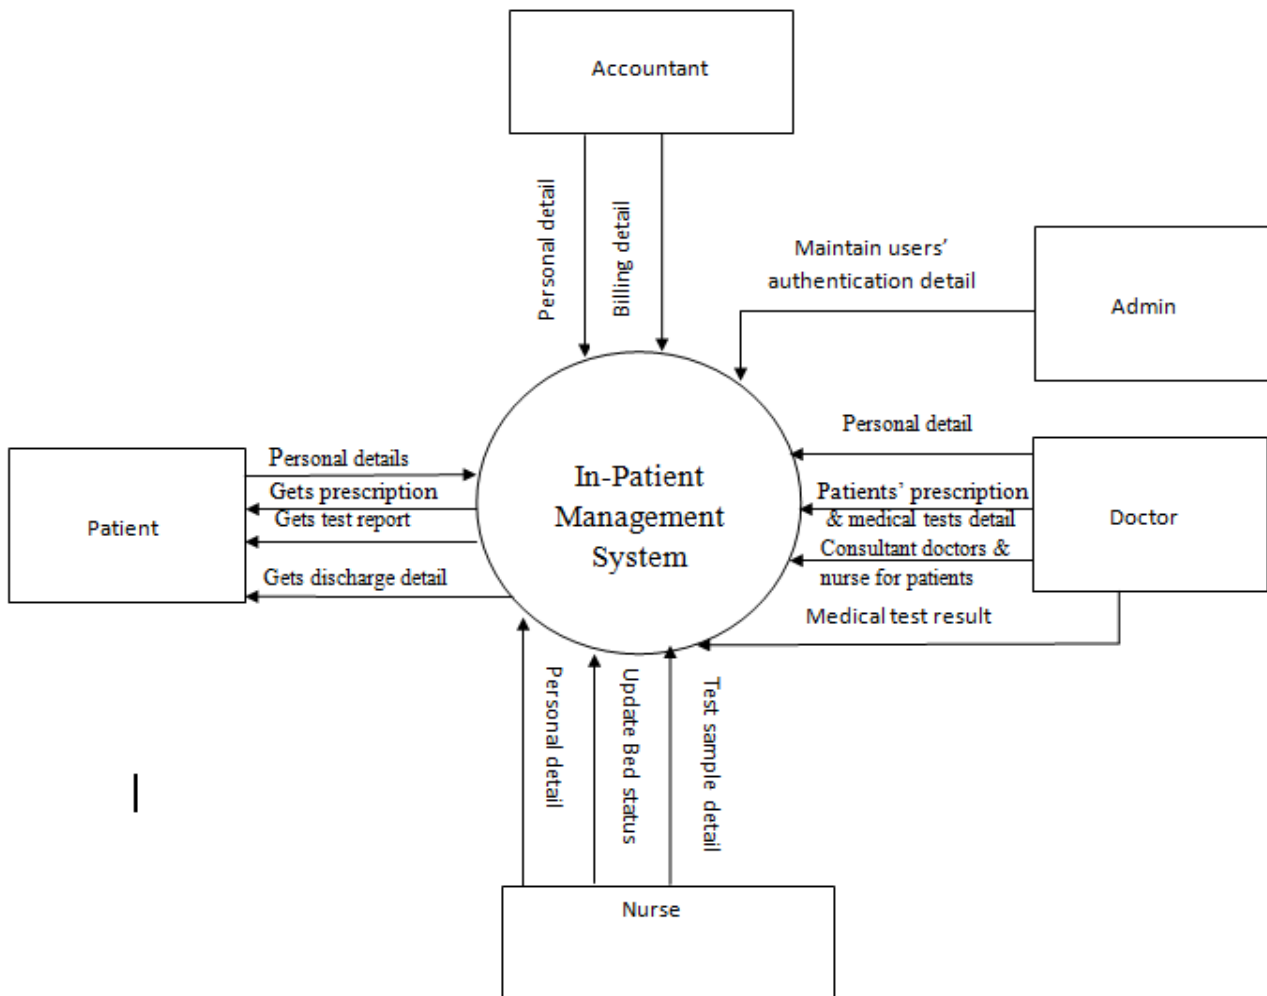 Accountant
Personal detail
Billing detail
Maintain users’
authentication detail
Admin
Personal detail
Patients’ prescription
& medical tests detail
Consultant doctors &
nurse for patients
Medical test result
Doctor
In-Patient
Management
System
Personal details
Gets prescription
Gets test report
Gets discharge detail
Patient
Personal detail
Update Bed status
Test sample detail
Nurse